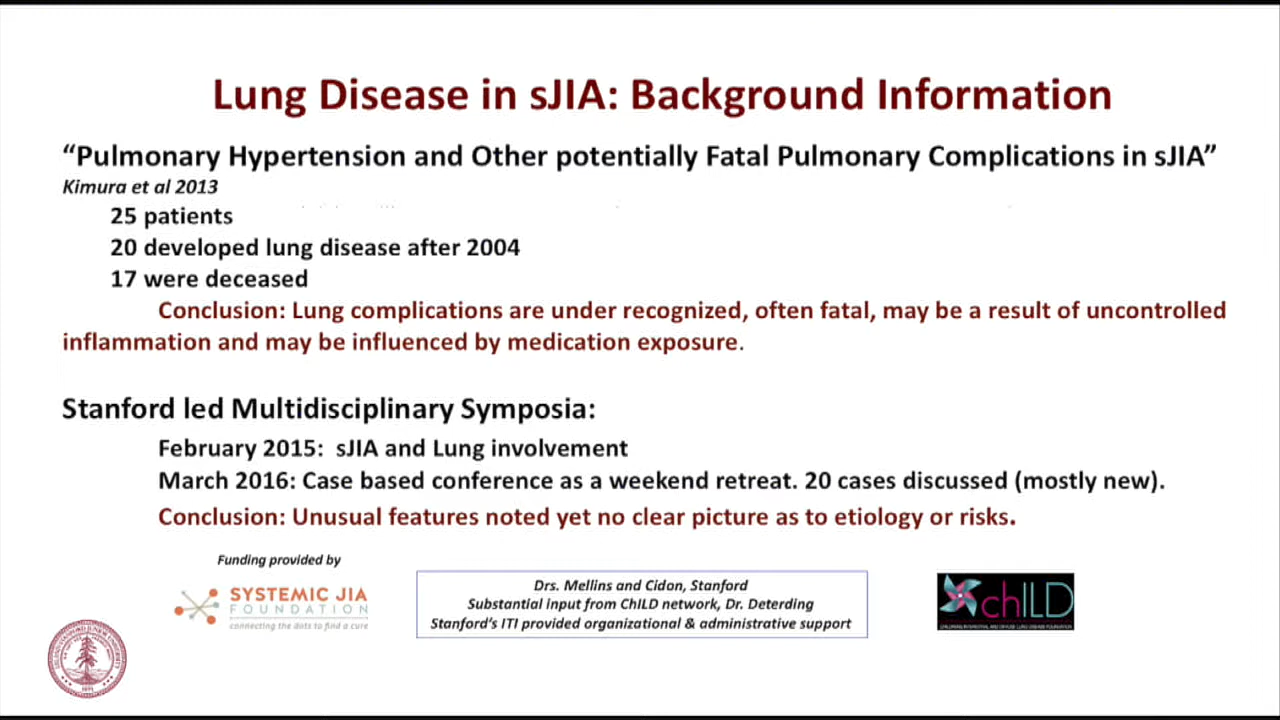 Lung Disease in sJIA: Background Information
“Pulmonary Hypertension and Other potentially Fatal Pulmonary Complications in sJIA”
Kimura et al 2013
25 patients
20 developed lung disease after 2004
17 were deceased
Conclusion: Lung complications are under recognized, often fatal, may be a result of uncontrolled
inflammation and may be influenced by medication exposure.
Stanford led Multidisciplinary Symposia:
February 2015: sJIA and Lung involvement
March 2016: Case based conference as a weekend retreat. 20 cases discussed (mostly new).
Conclusion: Unusual features noted yet no clear picture as to etiology or risks.
Funding provided by
SYSTEMIC JIA
FOUNDATION
connecting the dots to find a cure
Drs. Mellins and Cidon, Stanford
Substantial input from ChILD network, Dr. Deterding
Stanford’s ITI provided organizational & administrative support
chILD